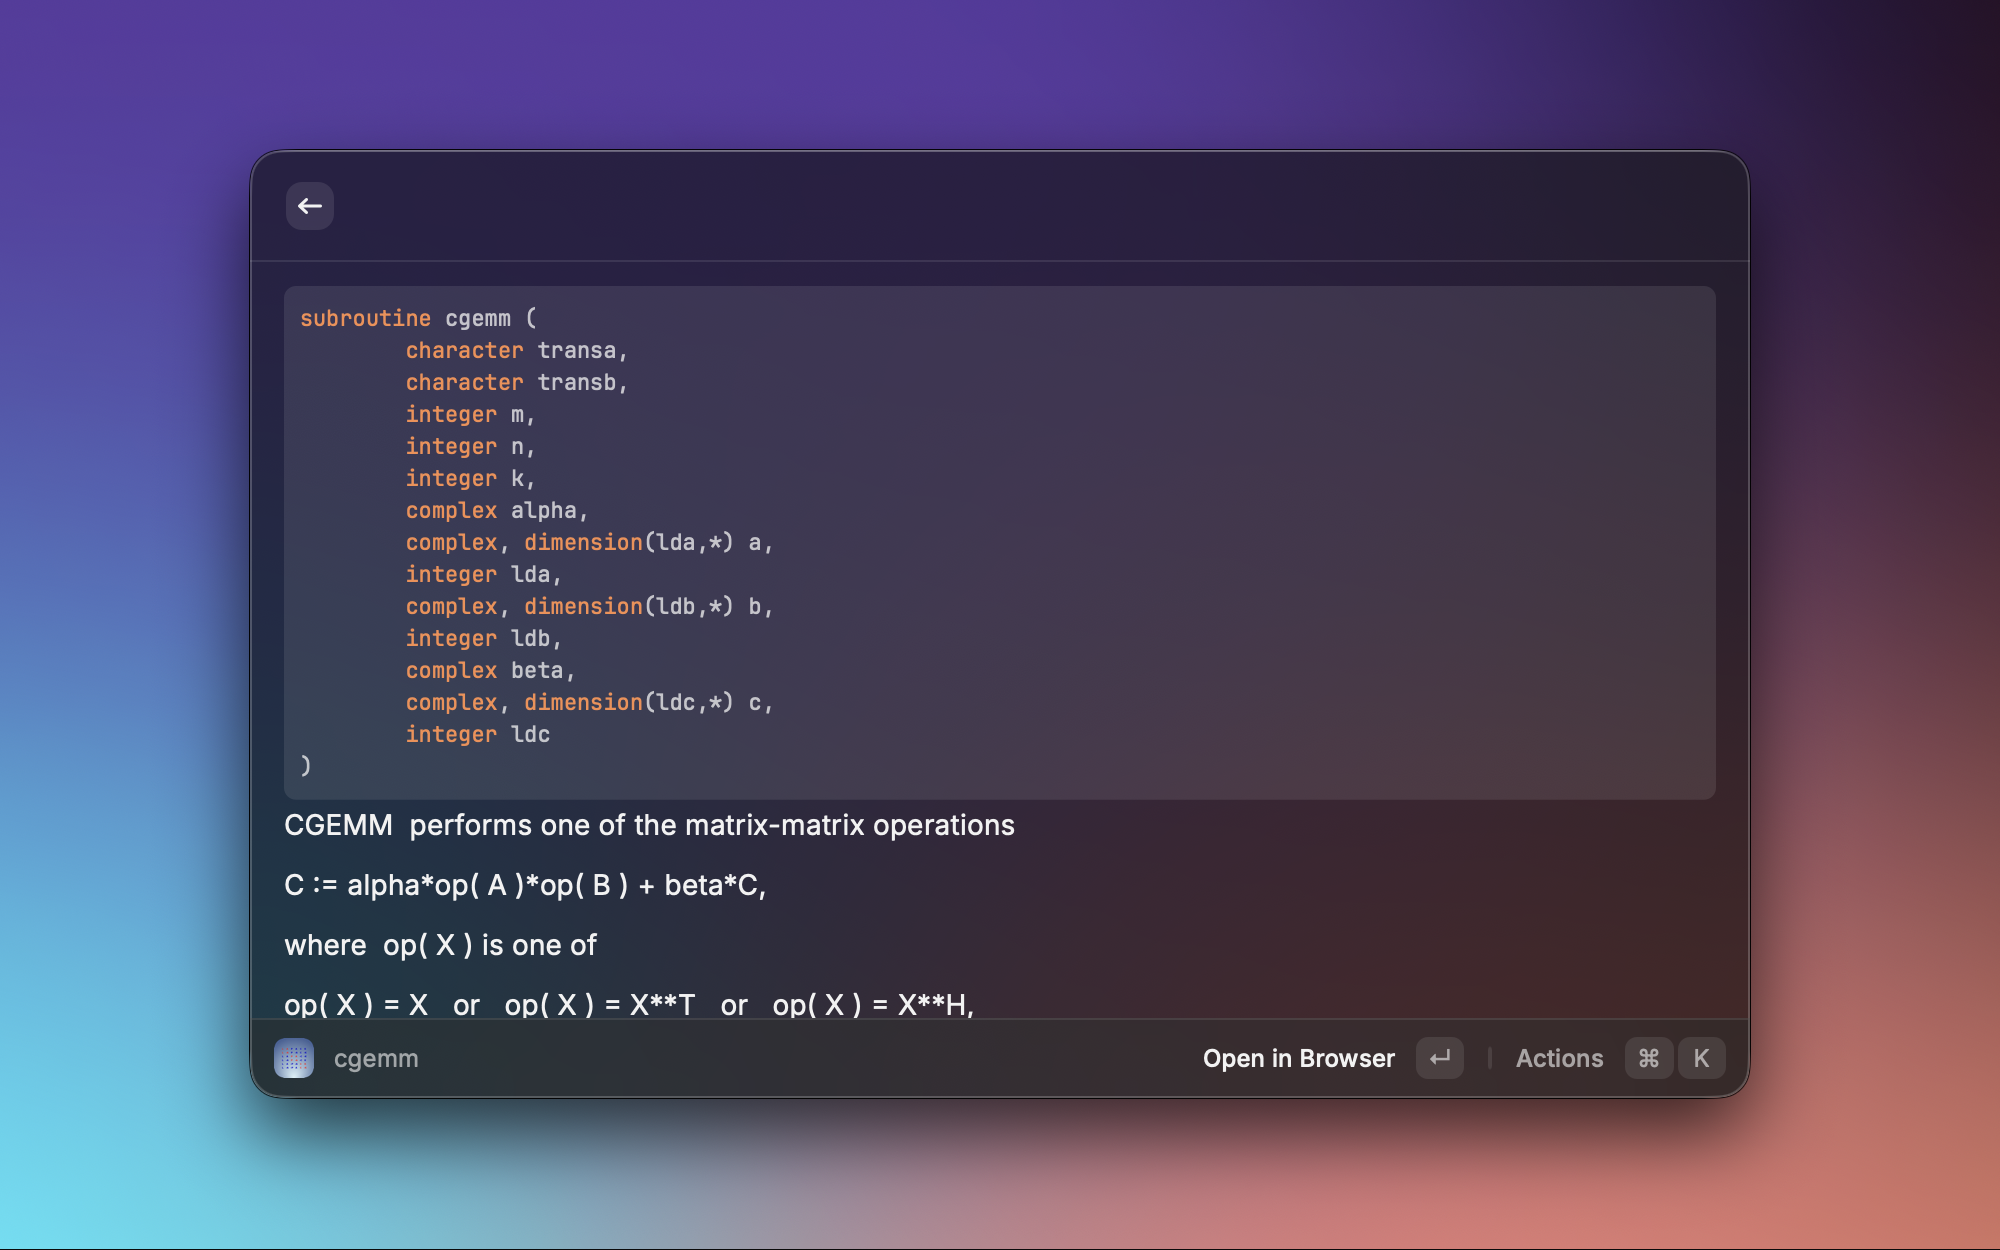 subroutine cgemm (
        character transa,
        character transb,
        integer m,
        integer n,
        integer k,
        complex alpha,
        complex, dimension(lda,*) a,
        integer lda,
        complex, dimension(ldb,*) b,
        integer ldb,
        complex beta,
        complex, dimension(ldc,*) c,
        integer ldc
)
CGEMM  performs one of the matrix-matrix operations
C := alpha*op( A )*op( B ) + beta*C,
where  op( X ) is one of
op( X ) = X   or   op( X ) = X**T   or   op( X ) = X**H,
cgemm Open in Browser ↵ | Actions ⌘ K